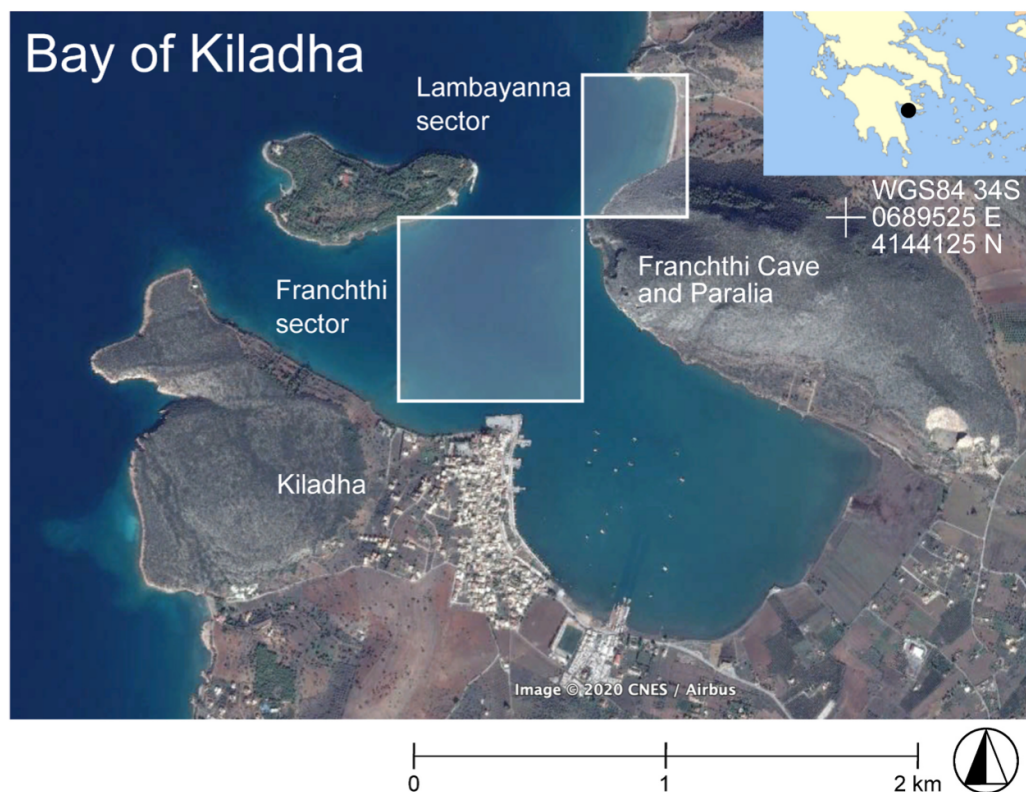 Bay of Kiladha
Lambayanna
sector
WGS84 34S
0689525 E
4144125 N
Franchthi Cave
and Paralia
Franchthi
sector
Kiladha
Image © 2020 CNES / Airbus
0
1
2 km